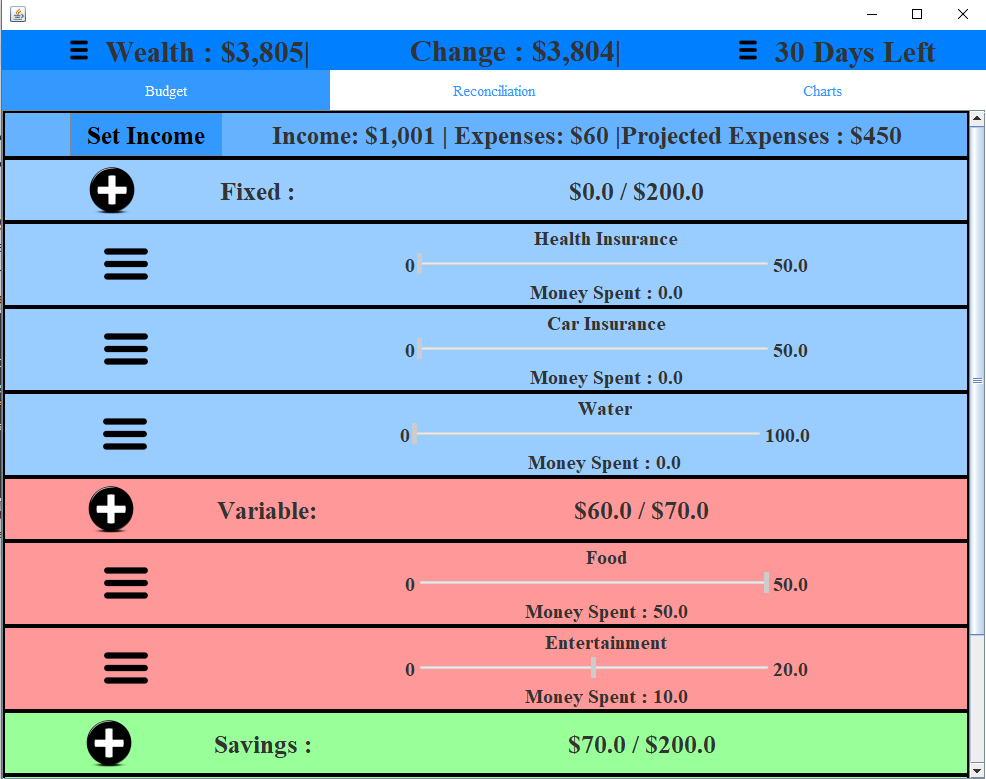 Wealth : $3,805| Change : $3,804| 30 Days Left
Budget Reconciliation Charts
Set Income Income: $1,001 | Expenses: $60 |Projected Expenses : $450
Fixed : $0.0 / $200.0
Health Insurance
0 50.0
Money Spent : 0.0
Car Insurance
0 50.0
Money Spent : 0.0
Water
0 100.0
Money Spent : 0.0
Variable: $60.0 / $70.0
Food
0 50.0
Money Spent : 50.0
Entertainment
0 20.0
Money Spent : 10.0
Savings : $70.0 / $200.0